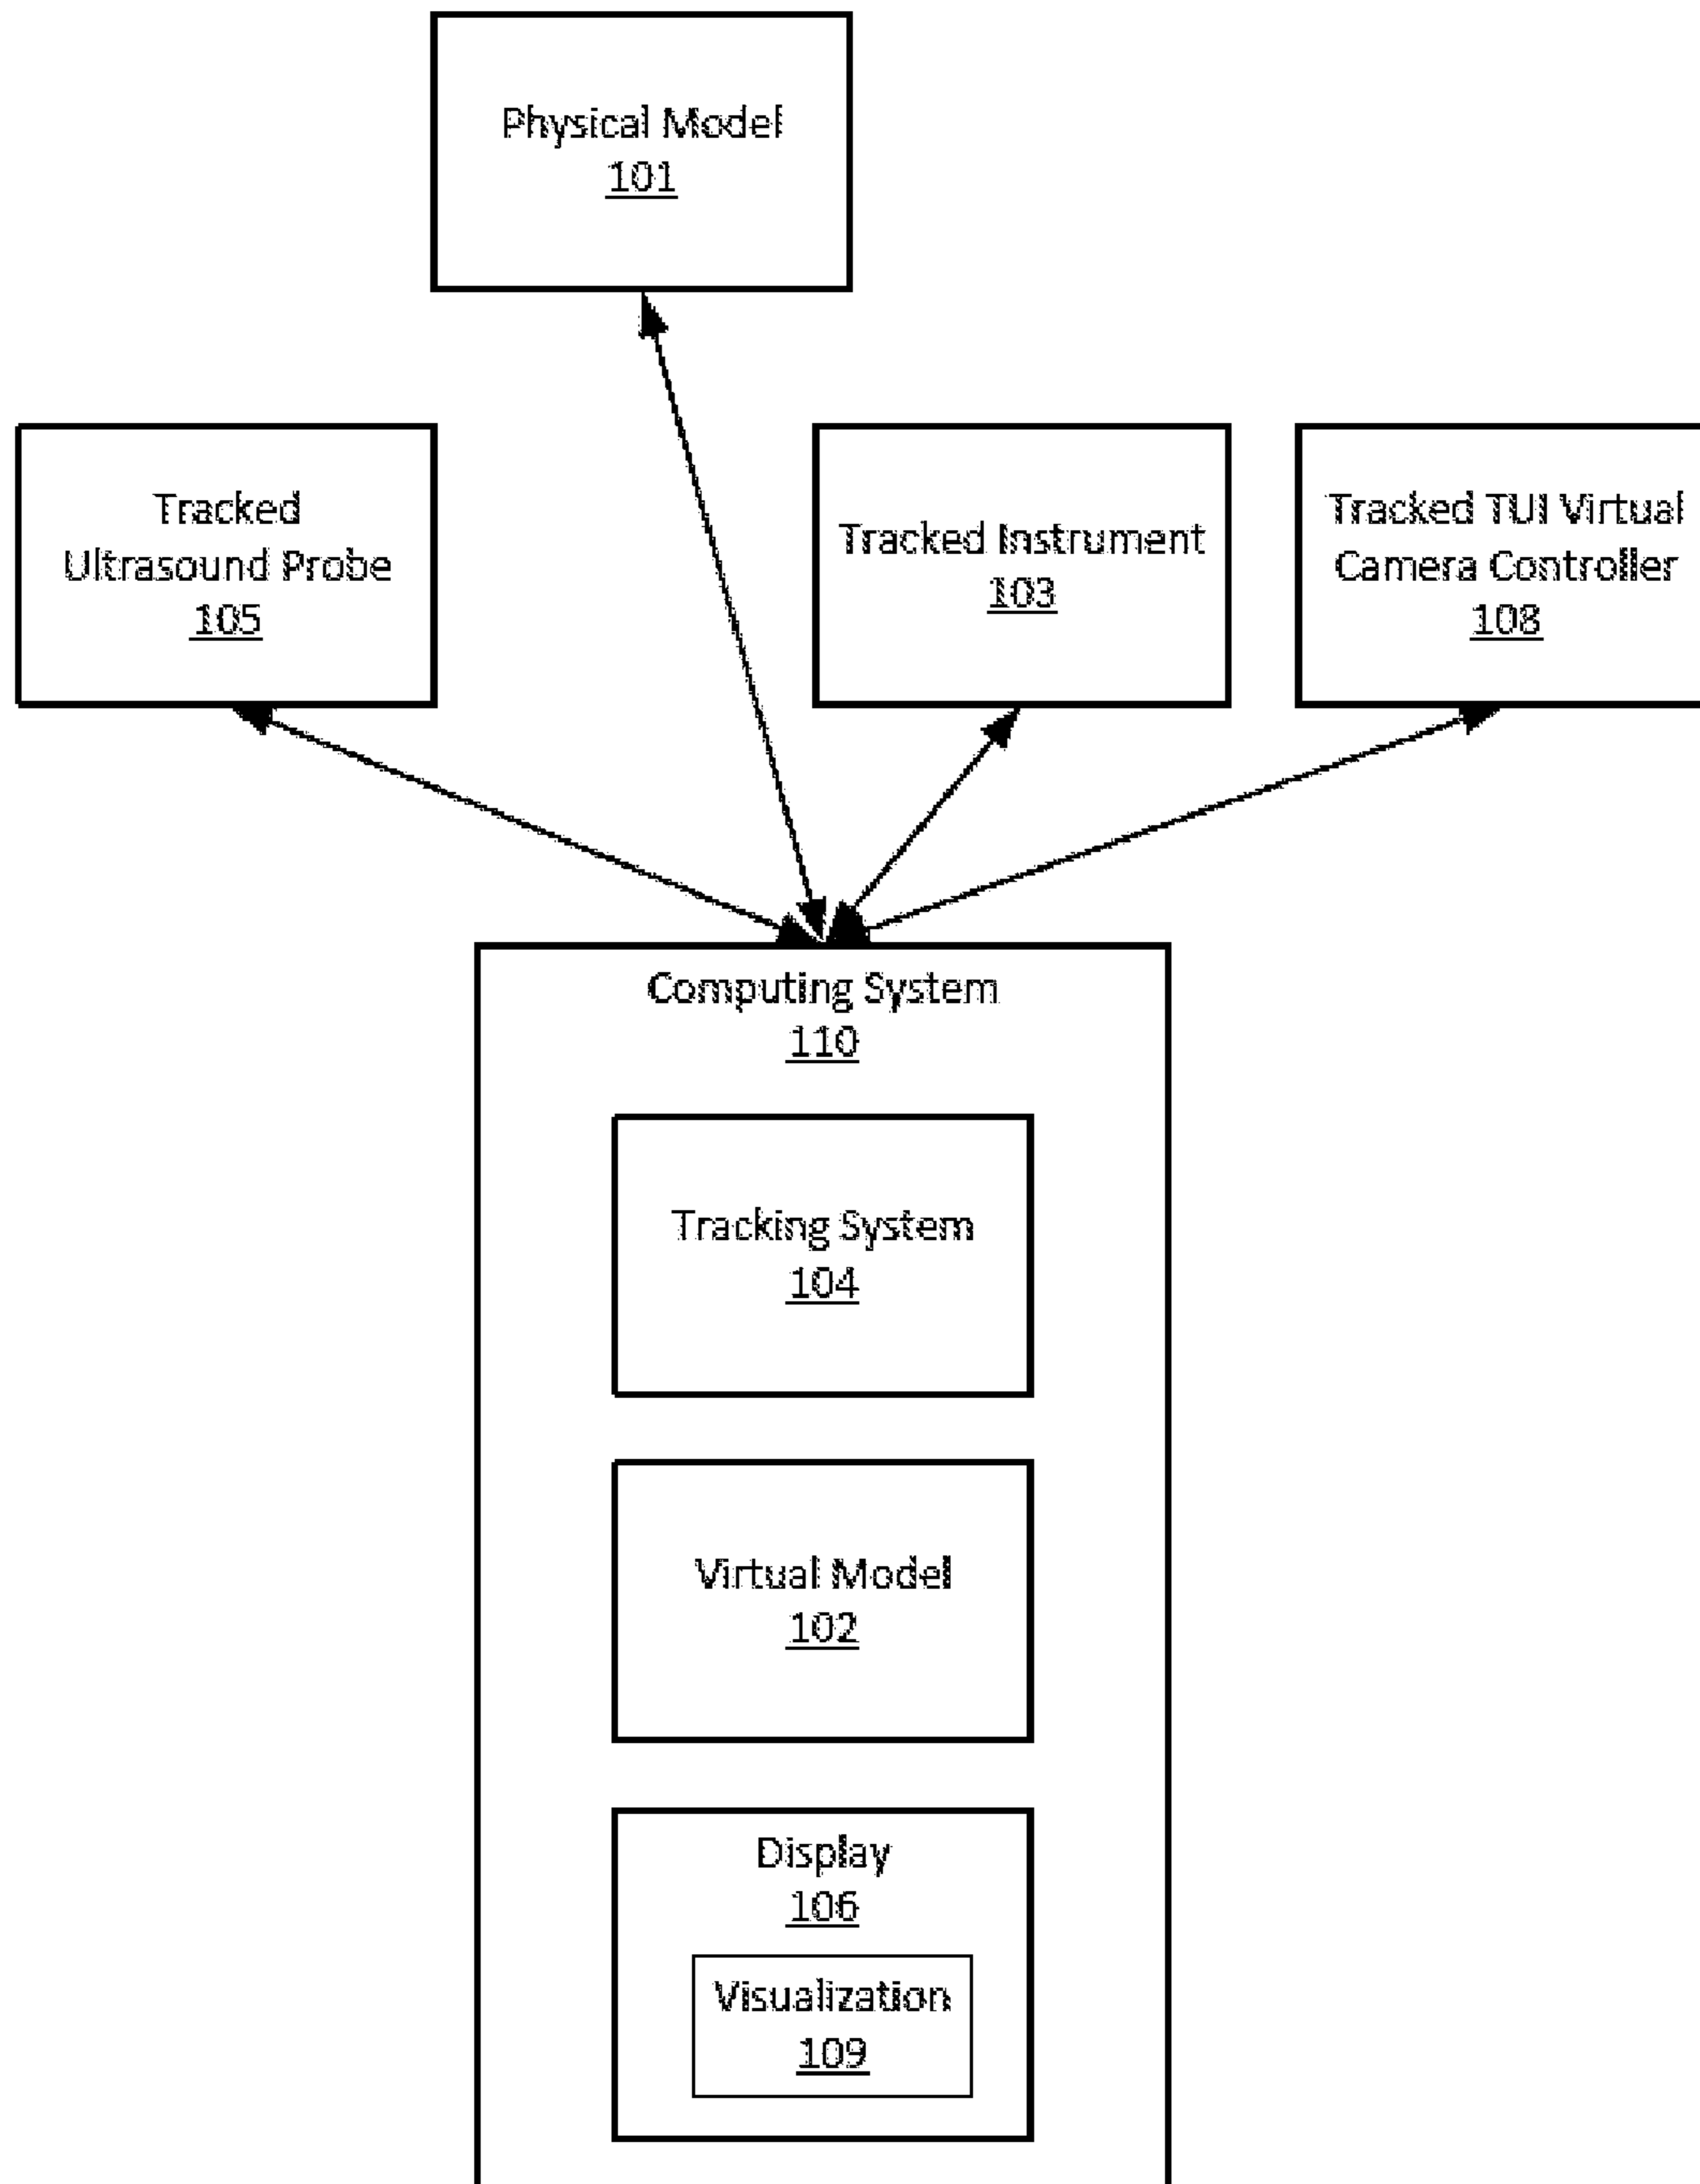 Physical Model
101
Tracked
Ultrasound Probe
105
Tracked Instrument
103
Tracked TUI Virtual
Camera Controller
108
Computing System
110
Tracking System
104
Virtual Model
102
Display
106
Visualization
109